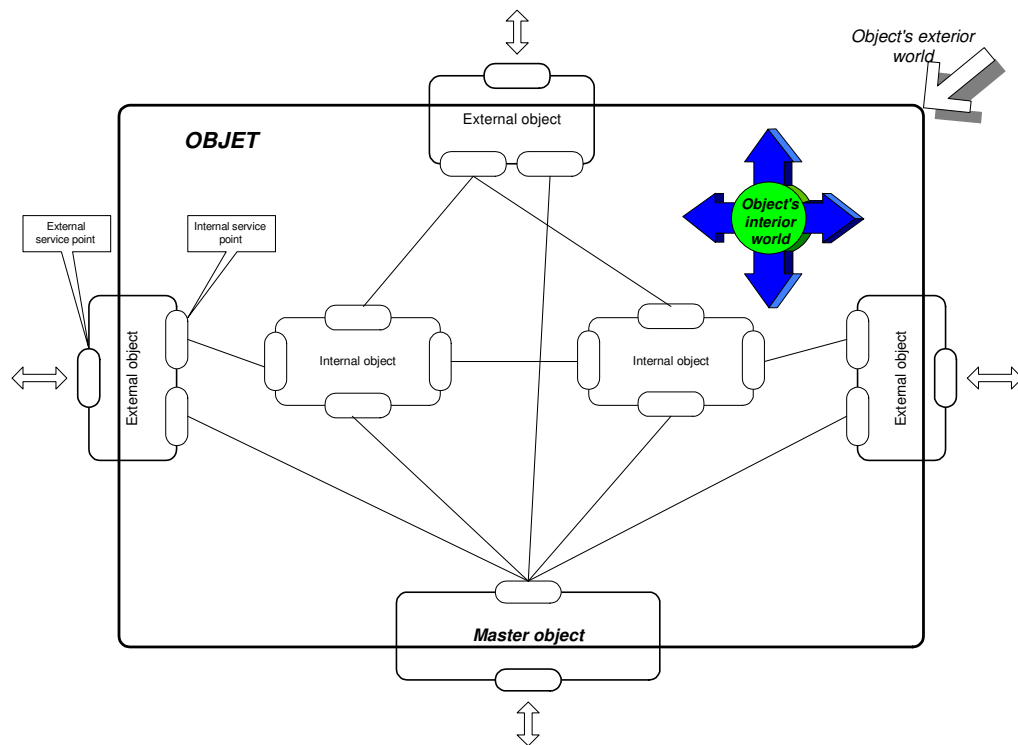 Object's exterior
world
External object
OBJET
Object's
interior
world
External
service point
Internal service
point
External object
Internal object
Internal object
External object
Master object